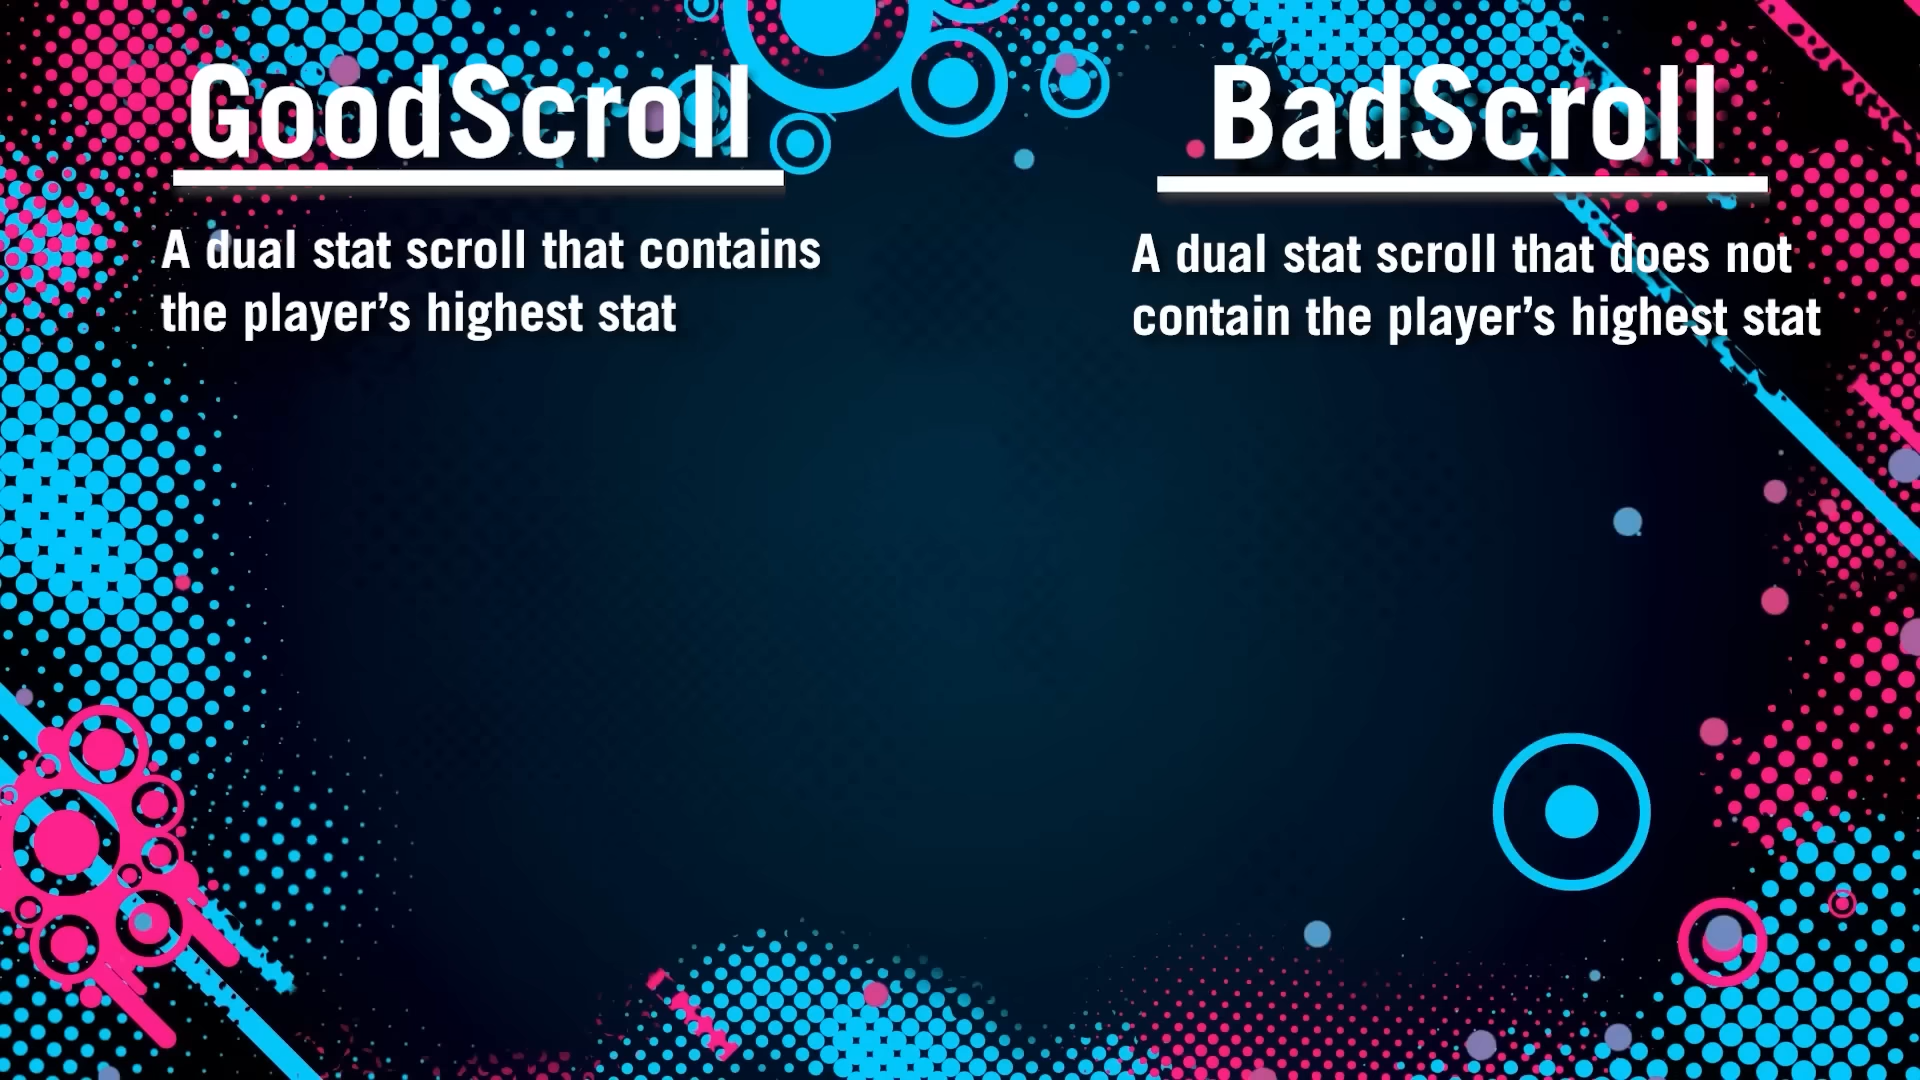 GoodScroll
A dual stat scroll that contains
the player’s highest stat
BadScroll
A dual stat scroll that does not
contain the player’s highest stat